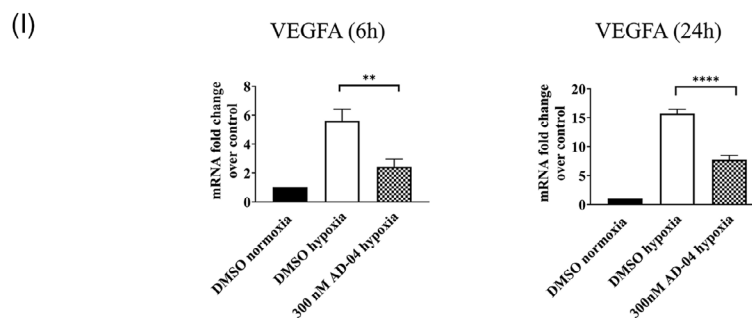 (I)
VEGFA (6h)
mRNA fold change
over control
8
6
4
2
0
**
DMSO normoxia
DMSO hypoxia
300 nM AD-04 hypoxia
VEGFA (24h)
mRNA fold change
over control
20
15
10
5
0
****
DMSO normoxia
DMSO hypoxia
300nM AD-04 hypoxia